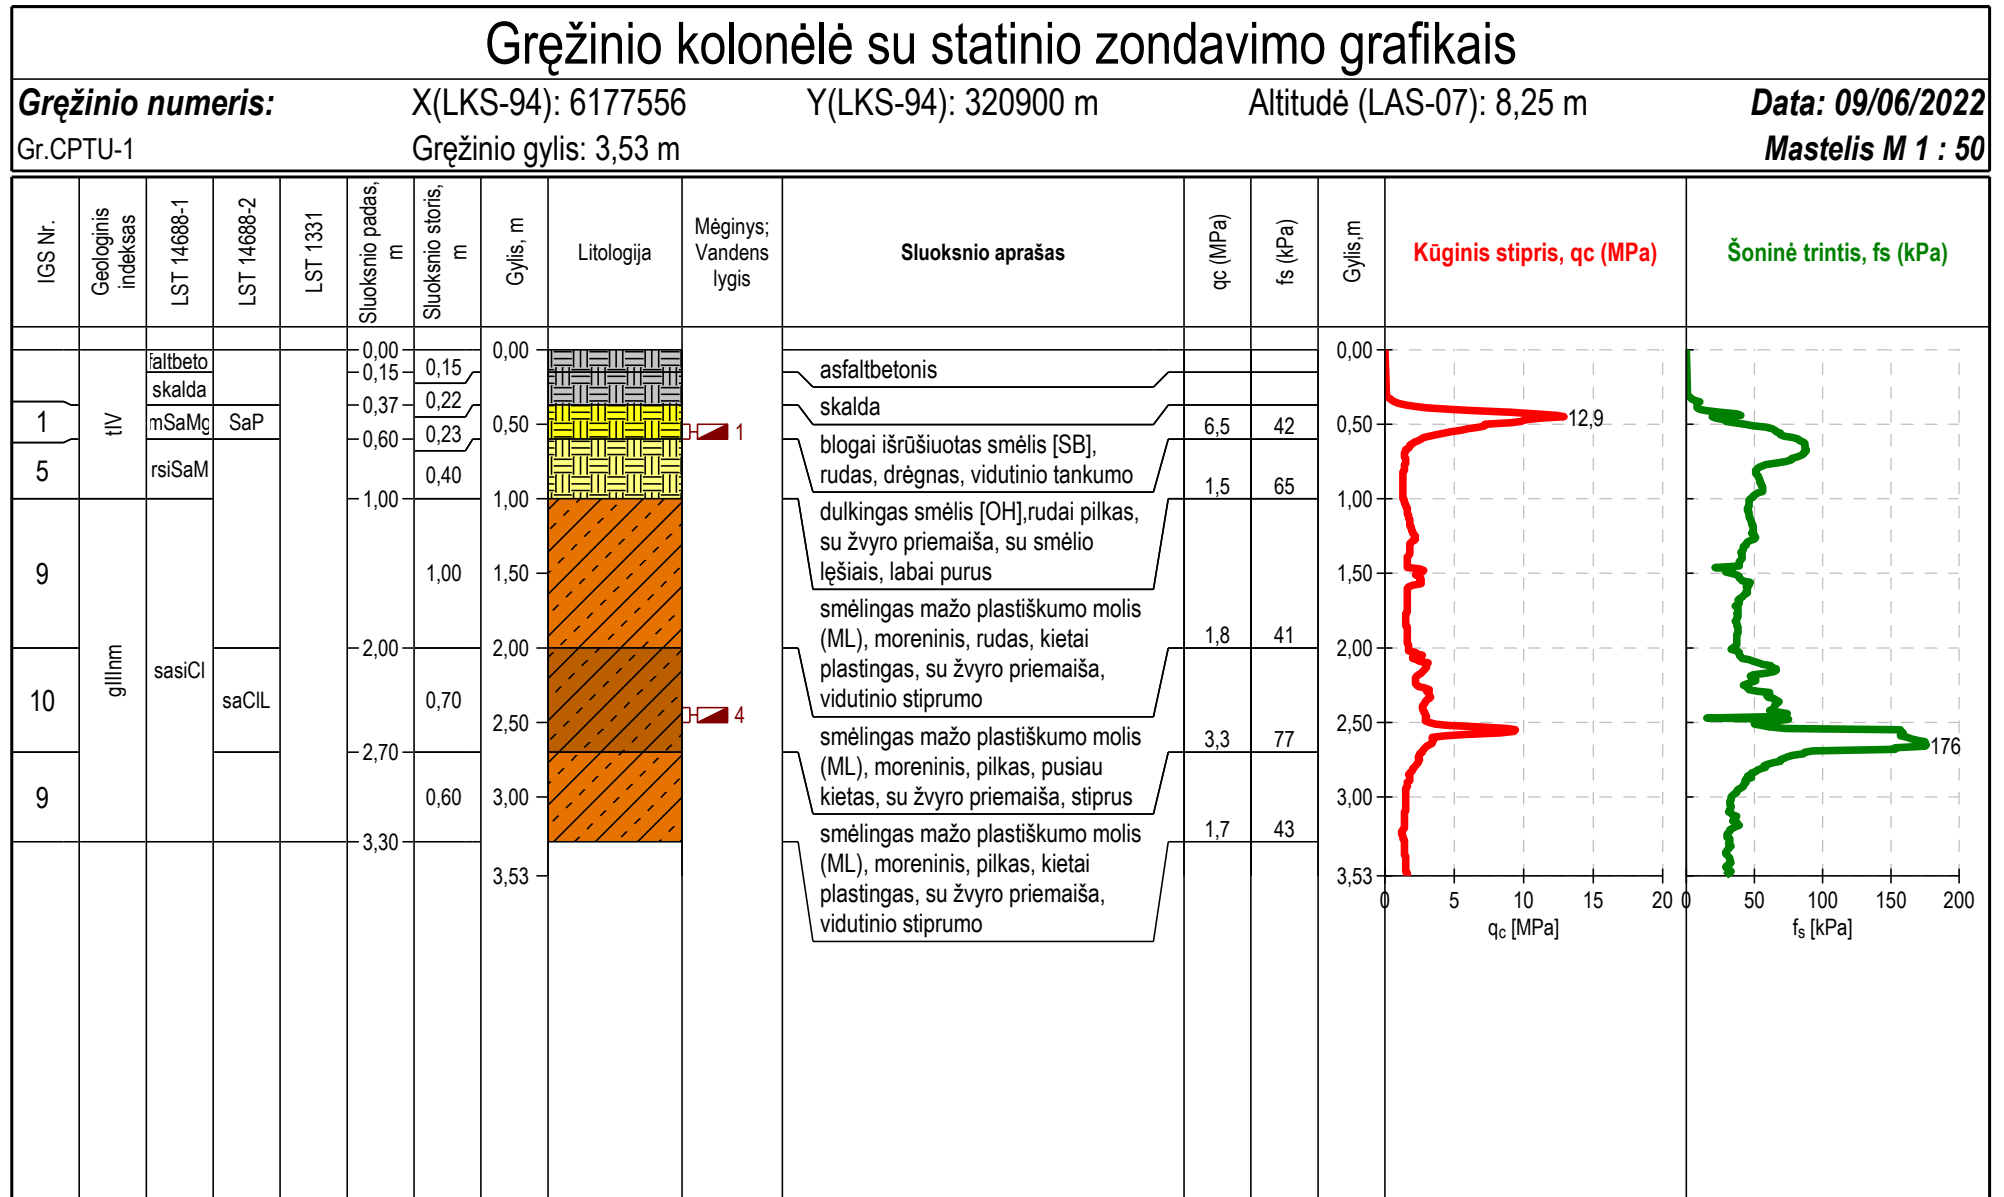 Gręžinio kolonėlė su statinio zondavimo grafikais
Gręžinio numeris: X(LKS-94): 6177556 Y(LKS-94): 320900 m Altitudė (LAS-07): 8,25 m Data: 09/06/2022
Gr.CPTU-1 Gręžinio gylis: 3,53 m Mastelis M 1 : 50
IGS Nr.
Geologinis
indeksas
LST 14688-1
LST 14688-2
LST 1331
Sluoksnio padas,
m
Sluoksnio storis,
m
Gylis, m
Litologija
Mėginys;
Vandens
lygis
Sluoksnio aprašas
qc (MPa)
fs (kPa)
Gylis,m
Kūginis stipris, qc (MPa)
Šoninė trintis, fs (kPa)
1
5
9
10
9
tIV
gIIInm
faltbeto
skalda
mSaMg
rsiSaM
sasiCl
SaP
saClL
0,00
0,15
0,37
0,60
1,00
2,00
2,70
3,30
0,15
0,22
0,23
0,40
1,00
0,70
0,60
0,00
0,50
1,00
1,50
2,00
2,50
3,00
3,53
1
4
asfaltbetonis
skalda
blogai išrūšiuotas smėlis [SB],
rudas, drėgnas, vidutinio tankumo
dulkingas smėlis [OH],rudai pilkas,
su žvyro priemaiša, su smėlio
lęšiais, labai purus
smėlingas mažo plastiškumo molis
(ML), moreninis, rudas, kietai
plastingas, su žvyro priemaiša,
vidutinio stiprumo
smėlingas mažo plastiškumo molis
(ML), moreninis, pilkas, pusiau
kietas, su žvyro priemaiša, stiprus
smėlingas mažo plastiškumo molis
(ML), moreninis, pilkas, kietai
plastingas, su žvyro priemaiša,
vidutinio stiprumo
6,5 42
1,5 65
1,8 41
3,3 77
1,7 43
0,00
0,50
1,00
1,50
2,00
2,50
3,00
3,53
12,9
0 5 10 15 20
qc [MPa]
176
0 50 100 150 200
fs [kPa]